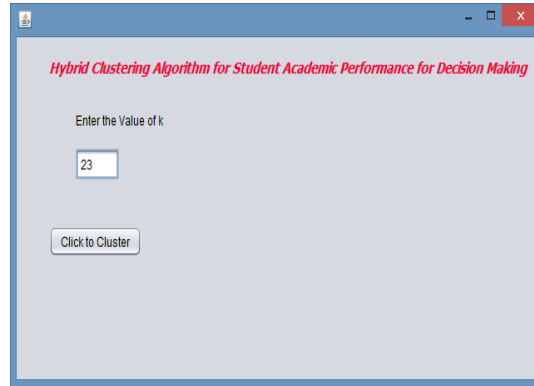 Hybrid Clustering Algorithm for Student Academic Performance for Decision Making
Enter the Value of k
23
Click to Cluster